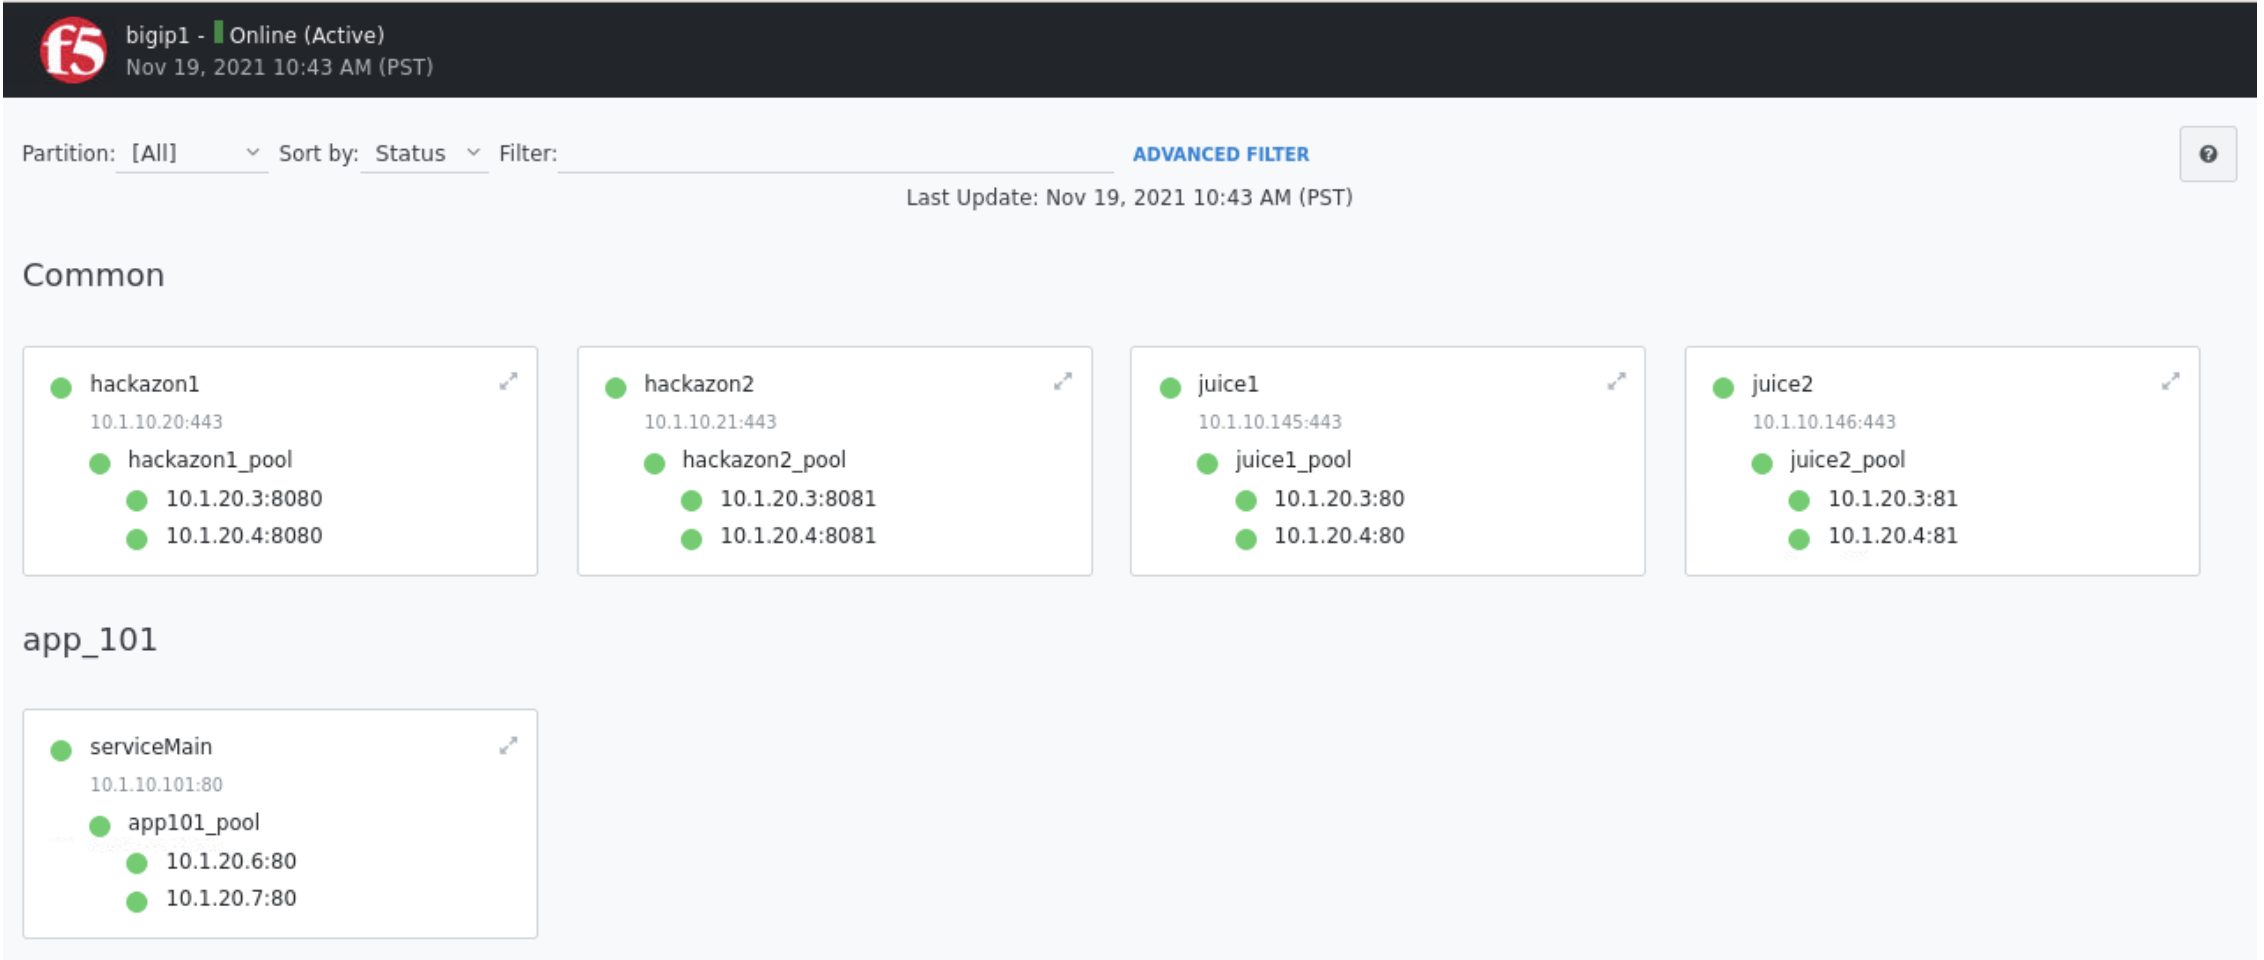 f5
bigip1 - Online (Active)
Nov 19, 2021 10:43 AM (PST)
Partition: [All] Sort by: Status Filter: ADVANCED FILTER
?
Last Update: Nov 19, 2021 10:43 AM (PST)
Common
hackazon1
10.1.10.20:443
hackazon1_pool
10.1.20.3:8080
10.1.20.4:8080
hackazon2
10.1.10.21:443
hackazon2_pool
10.1.20.3:8081
10.1.20.4:8081
juice1
10.1.10.145:443
juice1_pool
10.1.20.3:80
10.1.20.4:80
juice2
10.1.10.146:443
juice2_pool
10.1.20.3:81
10.1.20.4:81
app_101
serviceMain
10.1.10.101:80
app101_pool
10.1.20.6:80
10.1.20.7:80